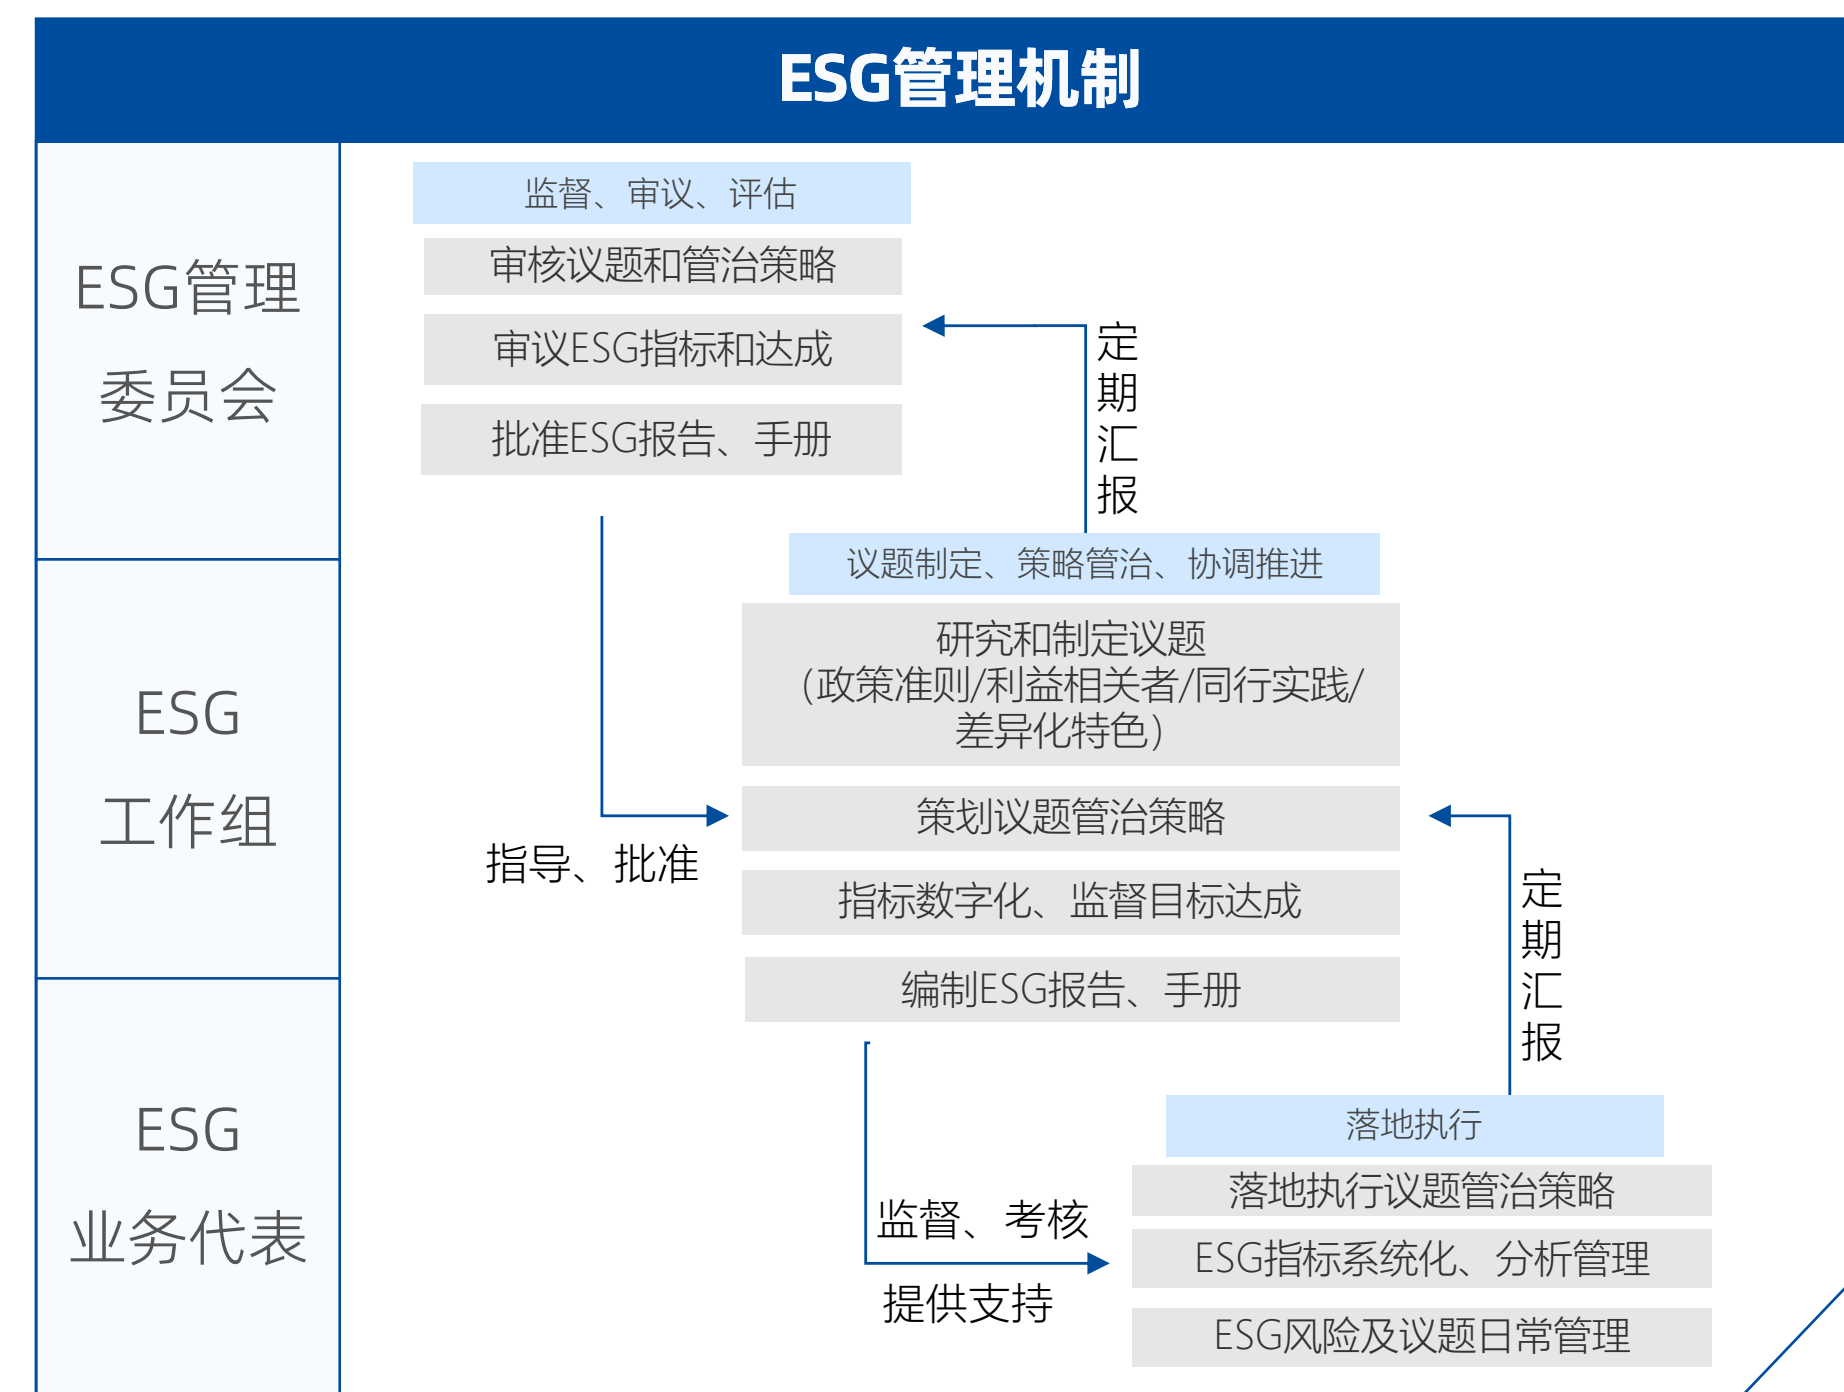 ESG管理机制
ESG管理
委员会
监督、审议、评估
审核议题和管治策略
审议ESG指标和达成
批准ESG报告、手册
定
期
汇
报
指导、批准
ESG
工作组
议题制定、策略管治、协调推进
研究和制定议题
（政策准则/利益相关者/同行实践/
差异化特色）
策划议题管治策略
指标数字化、监督目标达成
编制ESG报告、手册
定
期
汇
报
监督、考核
提供支持
ESG
业务代表
落地执行
落地执行议题管治策略
ESG指标系统化、分析管理
ESG风险及议题日常管理